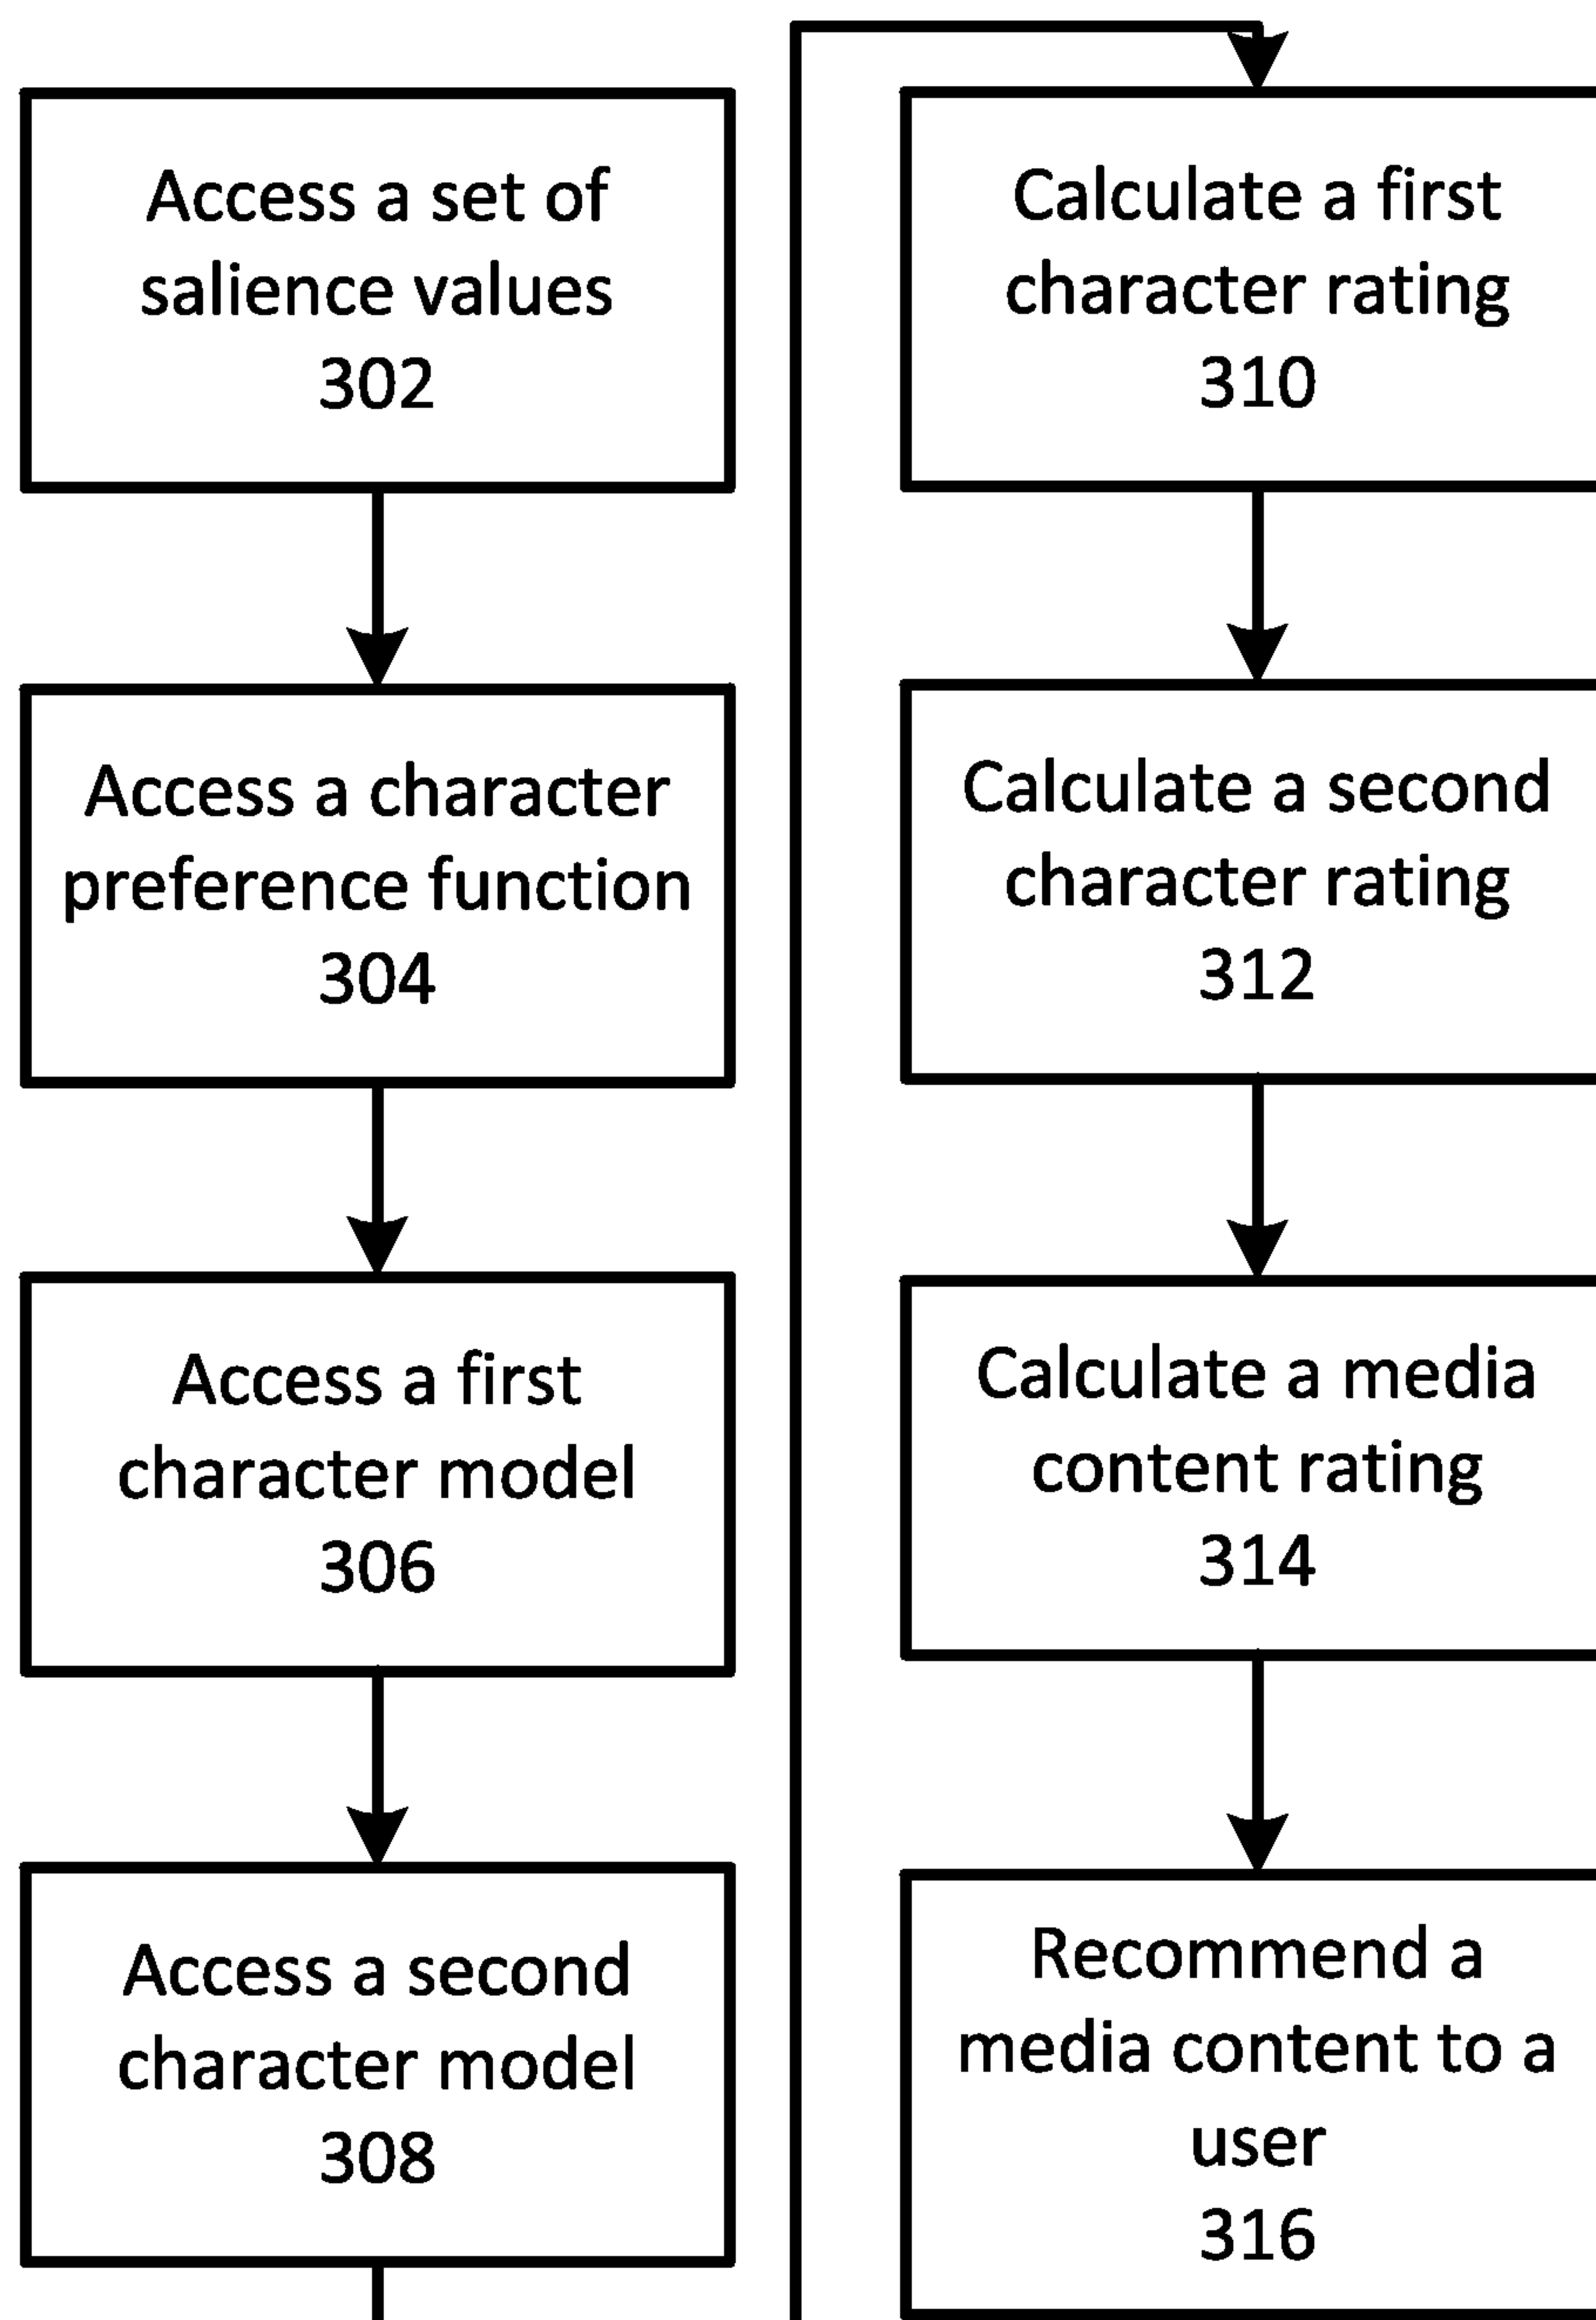 Access a set of
salience values
302
Access a character
preference function
304
Access a first
character model
306
Access a second
character model
308
Calculate a first
character rating
310
Calculate a second
character rating
312
Calculate a media
content rating
314
Recommend a
media content to a
user
316